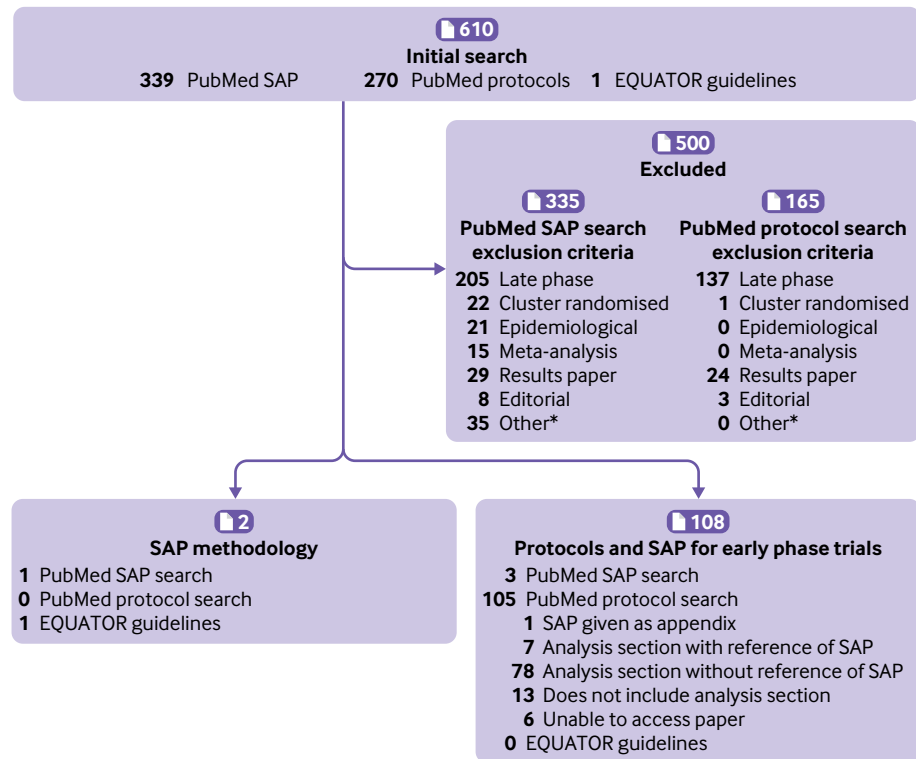 610
Initial search
339 PubMed SAP 270 PubMed protocols 1 EQUATOR guidelines
500
Excluded
335
PubMed SAP search
exclusion criteria
205 Late phase
22 Cluster randomised
21 Epidemiological
15 Meta-analysis
29 Results paper
8 Editorial
35 Other*
165
PubMed protocol search
exclusion criteria
137 Late phase
1 Cluster randomised
0 Epidemiological
0 Meta-analysis
24 Results paper
3 Editorial
0 Other*
2
SAP methodology
1 PubMed SAP search
0 PubMed protocol search
1 EQUATOR guidelines
108
Protocols and SAP for early phase trials
3 PubMed SAP search
105 PubMed protocol search
1 SAP given as appendix
7 Analysis section with reference of SAP
78 Analysis section without reference of SAP
13 Does not include analysis section
6 Unable to access paper
0 EQUATOR guidelines